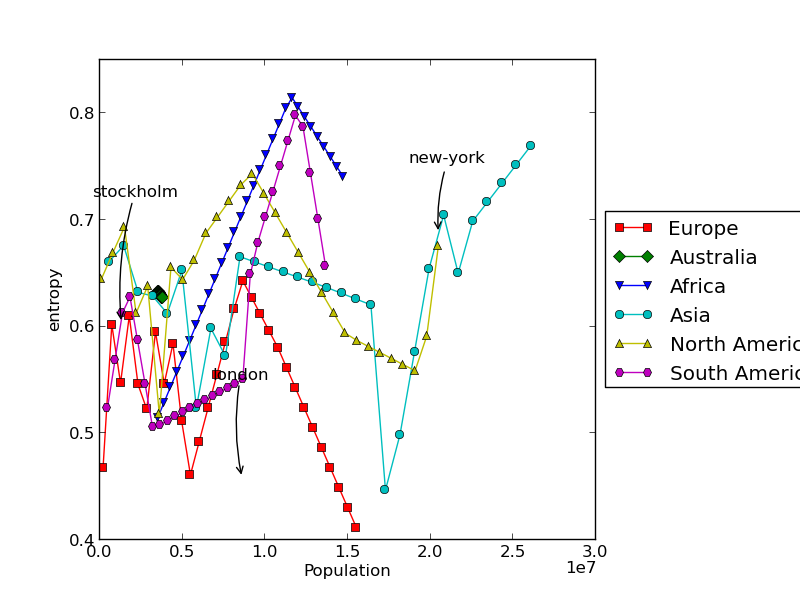 0.8
stockholm
new-york
0.7
Europe
Australia
Africa
Asia
North Americ
South Americ
entropy
0.6
london
0.5
0.4
0.0 0.5 1.0 1.5 2.0 2.5 3.0
Population
1e7